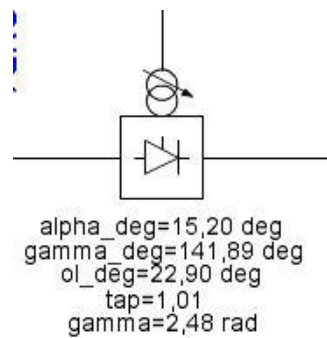 alpha_deg=15,20 deg
gamma_deg=141,89 deg
ol_deg=22,90 deg
tap=1,01
gamma=2,48 rad